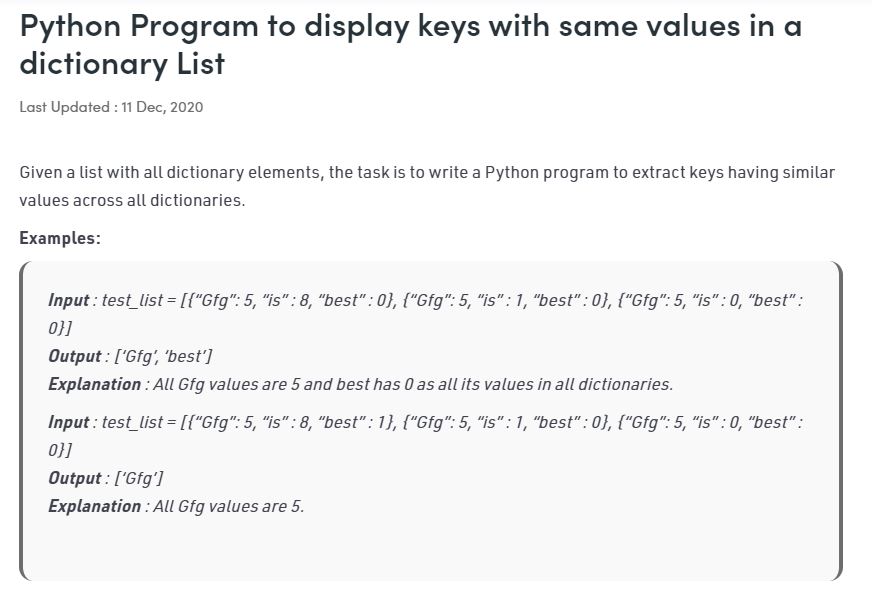 Python Program to display keys with same values in a
dictionary List
Last Updated : 11 Dec, 2020
Given a list with all dictionary elements, the task is to write a Python program to extract keys having similar
values across all dictionaries.
Examples:
Input : test_list = [{“Gfg”: 5, “is” : 8, “best” : 0}, {“Gfg”: 5, “is” : 1, “best” : 0}, {“Gfg”: 5, “is” : 0, “best” :
0}]
Output : [‘Gfg’, ‘best’]
Explanation : All Gfg values are 5 and best has 0 as all its values in all dictionaries.
Input : test_list = [{“Gfg”: 5, “is” : 8, “best” : 1}, {“Gfg”: 5, “is” : 1, “best” : 0}, {“Gfg”: 5, “is” : 0, “best” :
0}]
Output : [‘Gfg’]
Explanation : All Gfg values are 5.